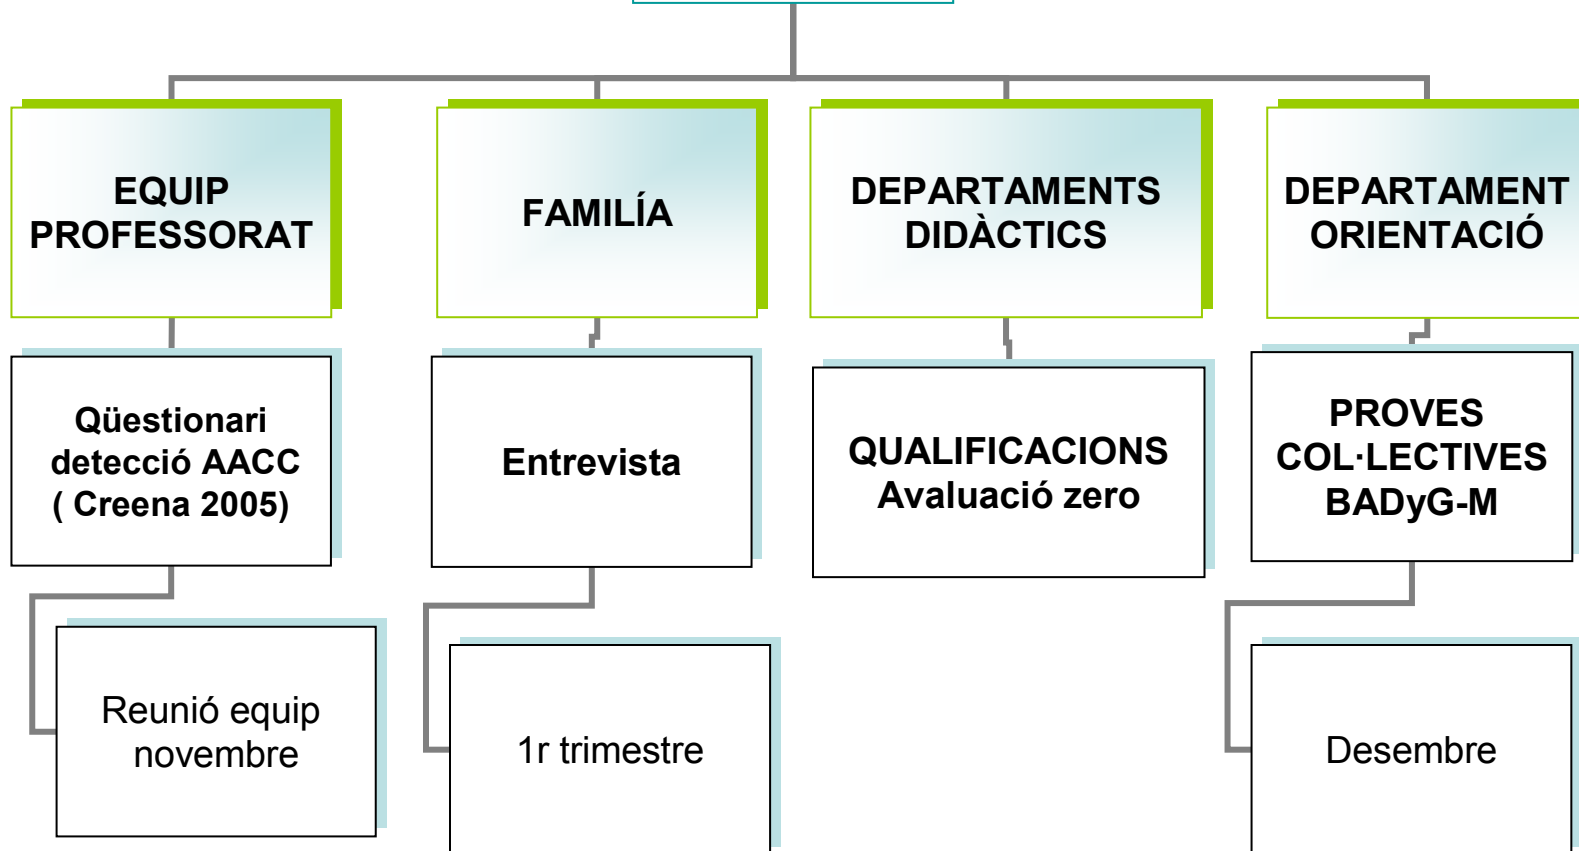 EQUIP
PROFESSORAT
FAMILÍA
DEPARTAMENTS
DIDÀCTICS
DEPARTAMENT
ORIENTACIÓ
Qüestionari
detecció AACC
( Creena 2005)
Entrevista
QUALIFICACIONS
Avaluació zero
PROVES
COL·LECTIVES
BADyG-M
Reunió equip
novembre
1r trimestre
Desembre